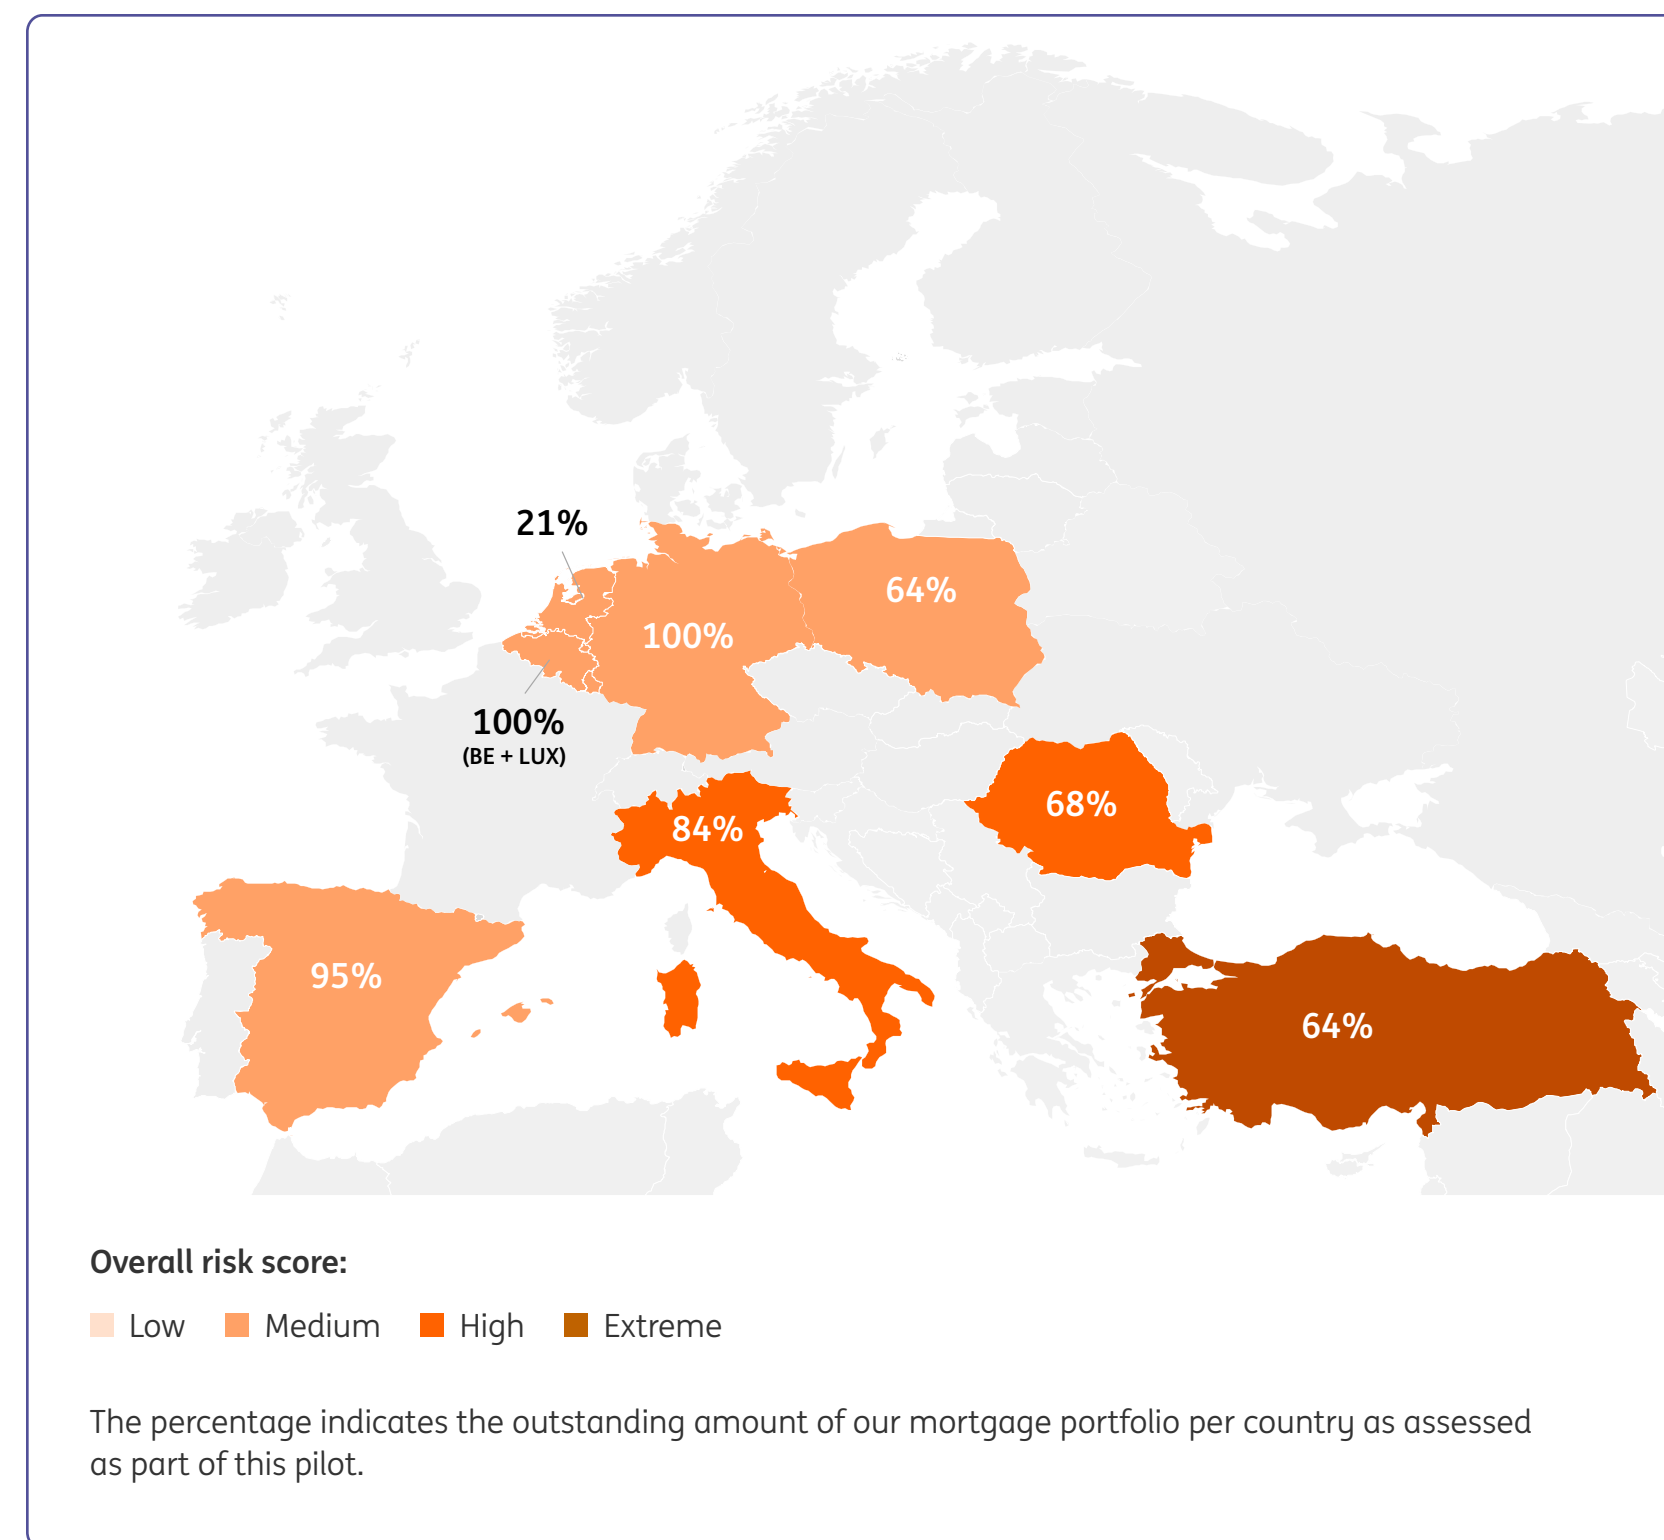 21%
64%
100%
100%
(BE + LUX)
68%
84%
95%
64%
Overall risk score:
Low Medium High Extreme
The percentage indicates the outstanding amount of our mortgage portfolio per country as assessed
as part of this pilot.